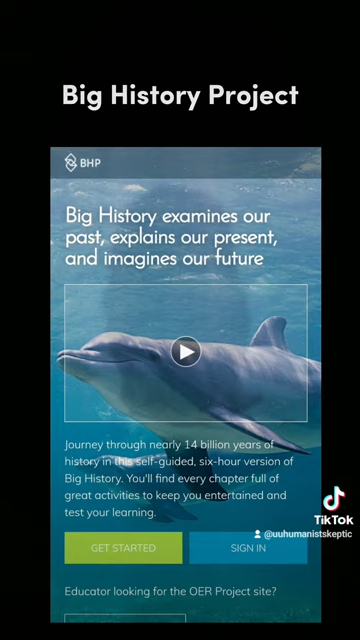 Big History Project
BHP
Big History examines our
past, explains our present,
and imagines our future
Journey through nearly 14 billion years of
history in this self-guided, six-hour version of
Big History. You'll find every chapter full of
great activities to keep you entertained and
test your learning.
GET STARTED
SIGN IN
Educator looking for the OER Project site?
TikTok
@uuhumanistskeptic